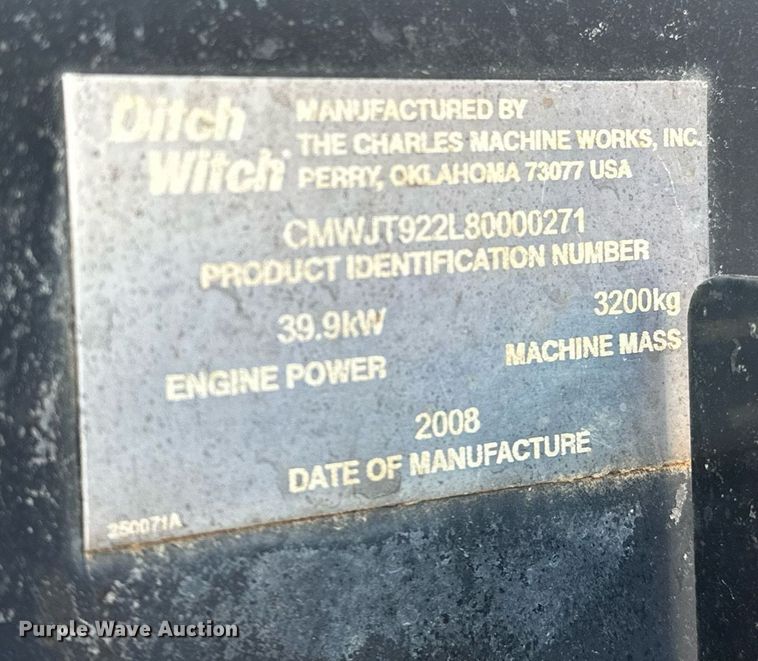 Ditch Witch
MANUFACTURED BY
THE CHARLES MACHINE WORKS, INC.
PERRY, OKLAHOMA 73077 USA
CMWJT922L80000271
PRODUCT IDENTIFICATION NUMBER
39.9kW
ENGINE POWER
3200kg
MACHINE MASS
2008
DATE OF MANUFACTURE
250071A
Purple Wave Auction